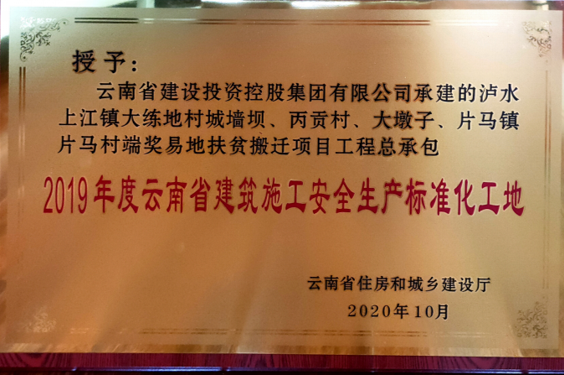 授予：
云南省建设投资控股集团有限公司承建的泸水
上江镇大练地村城墙坝、丙贡村、大墩子、片马镇
片马村端奖易地扶贫搬迁项目工程总承包
2019年度云南省建筑施工安全生产标准化工地
云南省住房和城乡建设厅
2020年10月